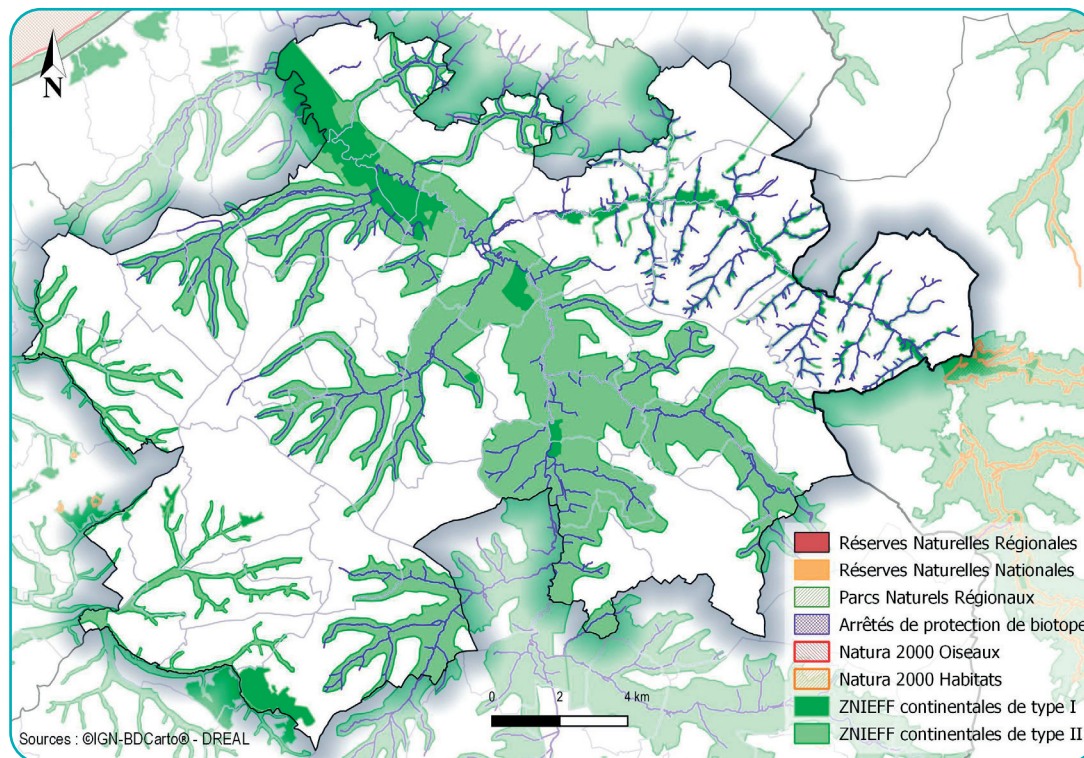 N
Réserves Naturelles Régionales
Réserves Naturelles Nationales
Parcs Naturels Régionaux
Arrêtés de protection de biotope
Natura 2000 Oiseaux
Natura 2000 Habitats
ZNIEFF continentales de type I
ZNIEFF continentales de type II
0 2 4 km
Sources : ©IGN-BDCarto® - DREAL